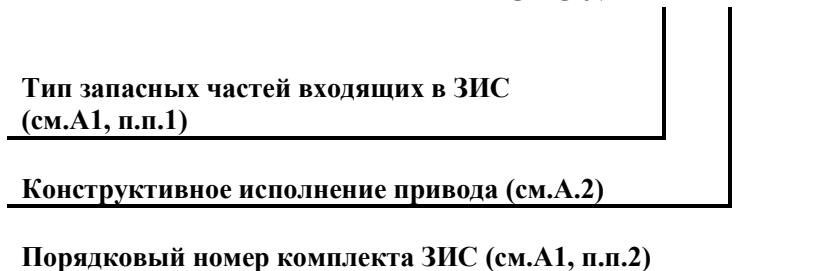 Тип запасных частей входящих в ЗИС
(см.А1, п.п.1)
Конструктивное исполнение привода (см.А.2)
Порядковый номер комплекта ЗИС (см.А1, п.п.2)